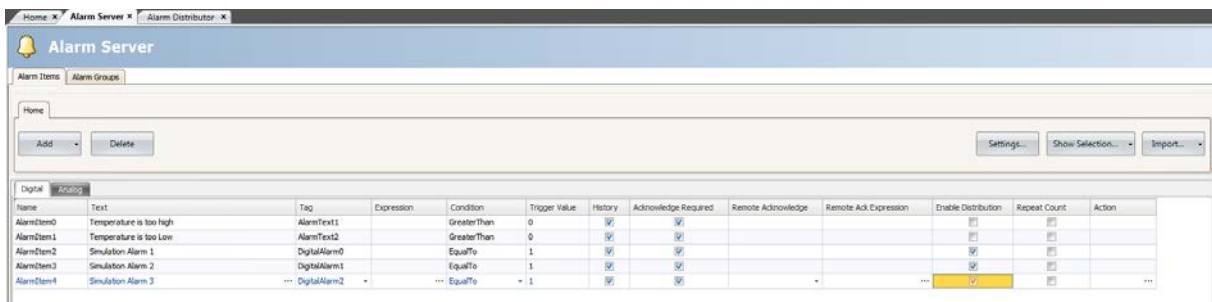 Home × Alarm Server × Alarm Distributor ×
Alarm Server
Alarm Items Alarm Groups
Home
Add Delete Settings... Show Selection... Import...
Digital Analog
Name Text Tag Expression Condition Trigger Value History Acknowledge Required Remote Acknowledge Remote Ack Expression Enable Distribution Repeat Count Action
AlarmItem0 Temperature is too high AlarmText1 GreaterThan 0
AlarmItem1 Temperature is too Low AlarmText2 GreaterThan 0
AlarmItem2 Simulation Alarm 1 DigitalAlarm0 EqualTo 1
AlarmItem3 Simulation Alarm 2 DigitalAlarm1 EqualTo 1
AlarmItem4 Simulation Alarm 3 ... DigitalAlarm2 ... EqualTo 1 ... ...